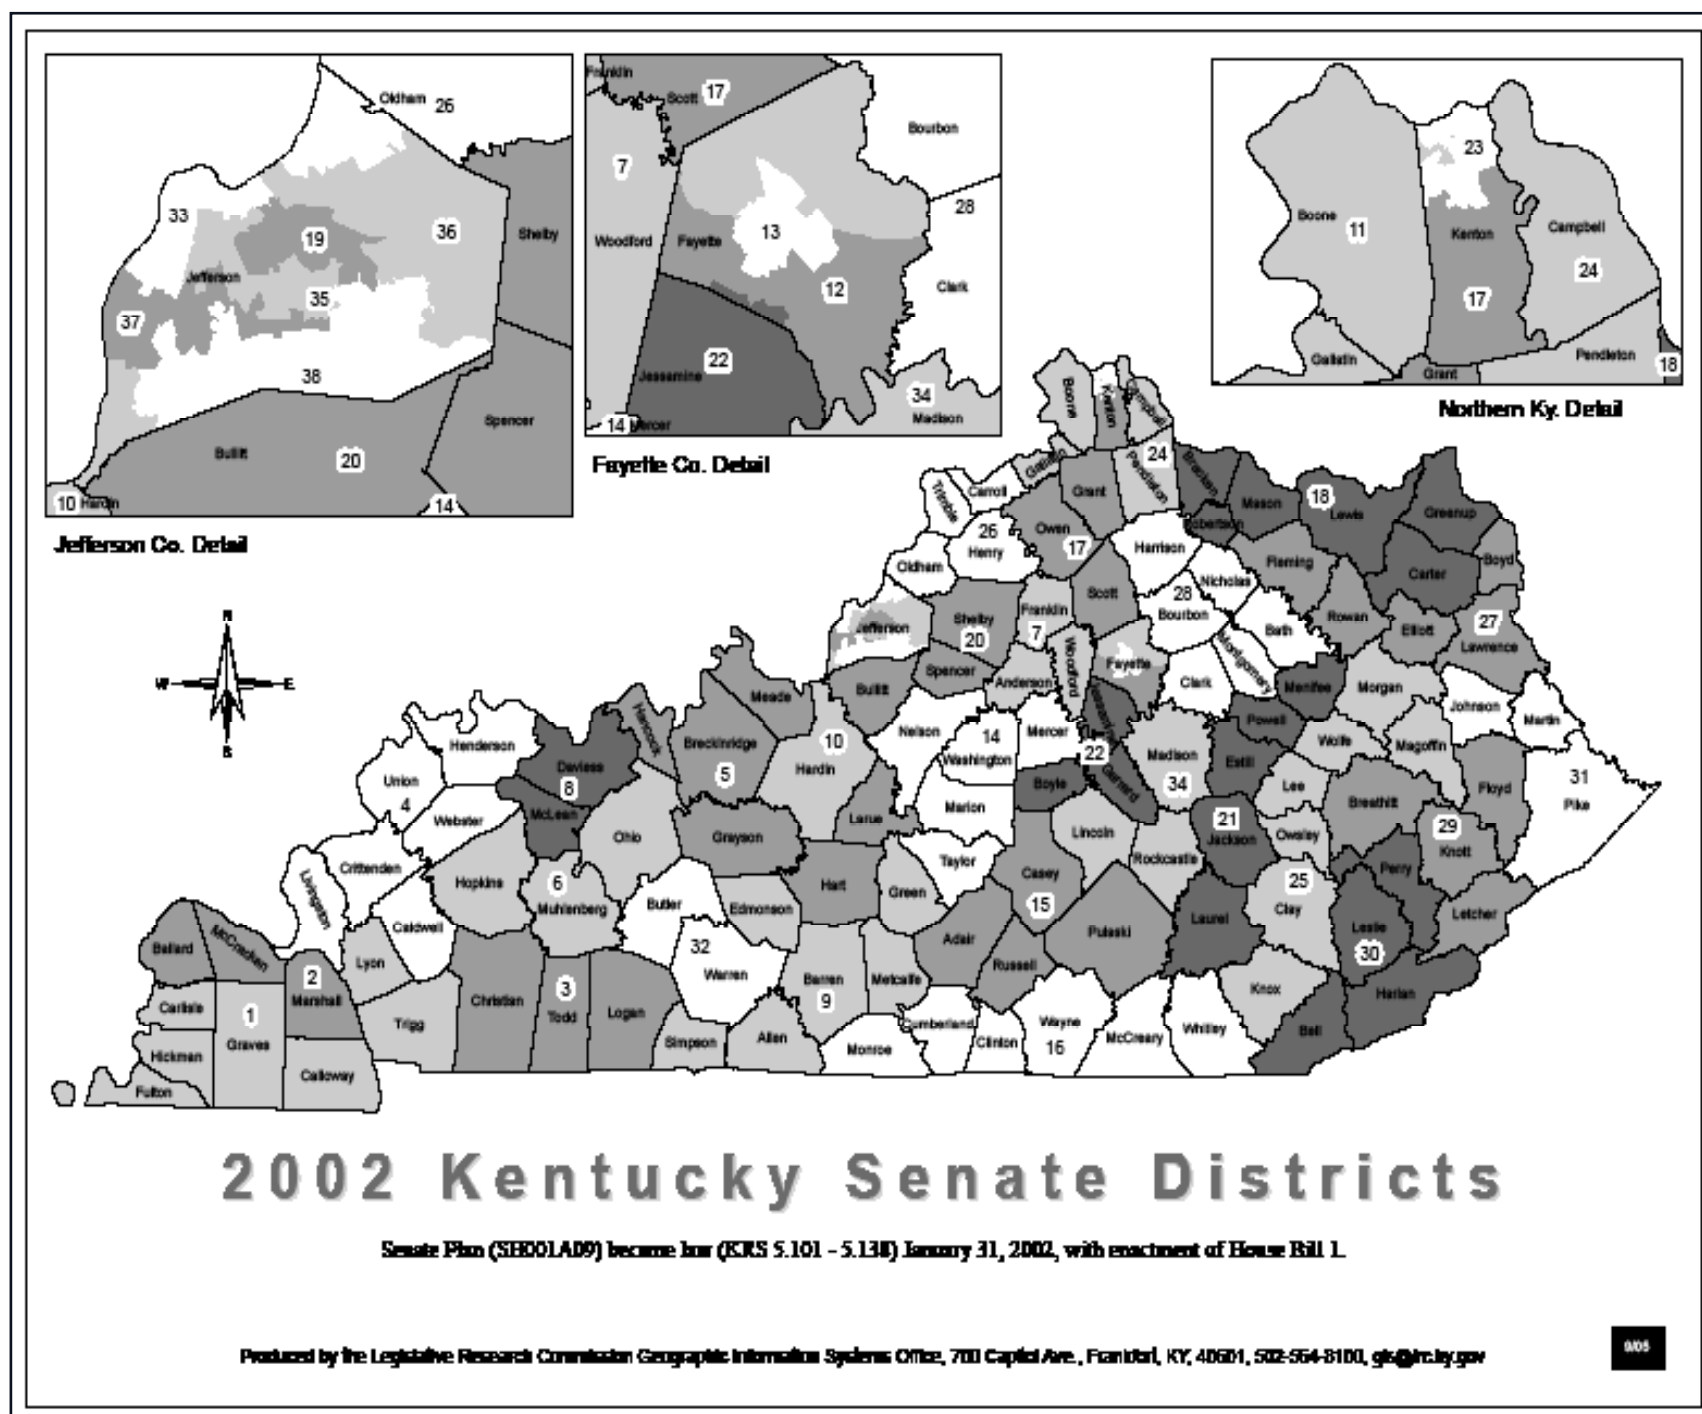 Oldham 26
33
19
36
Shelby
Jefferson
35
37
38
Spencer
Bullitt
20
10 Hardin
14
Jefferson Co. Detail
Franklin
Scott 17
Bourbon
7
28
Woodford
Fayette
13
Clark
12
22
Jessamine
34
Madison
14 Mercer
Fayette Co. Detail
23
Boone
11
Kenton
Campbell
24
17
Gallatin
Pendleton
18
Grant
Northern Ky. Detail
N
W
E
S
Boone
Kenton
Campbell
24
Gallatin
Pendleton
Bracken
Carroll
Trimble
Grant
Mason
18
Lewis
Greenup
Robertson
Owen
17
26
Henry
Harrison
Fleming
Boyd
Oldham
Carter
Nicholas
28
Scott
Bourbon
Jefferson
Shelby
20
Franklin
7
Rowan
Elliott
27
Lawrence
Bath
Montgomery
Woodford
Fayette
Spencer
Anderson
Clark
Menifee
Morgan
Bullitt
Meade
Jessamine
Johnson
Martin
Powell
Hancock
Nelson
Mercer
14
Washington
22
Madison
34
Wolfe
Magoffin
Henderson
Breckinridge
5
10
Hardin
Daviess
8
Estill
Union
4
Boyle
Garrard
Lee
Floyd
31
Pike
Breathitt
McLean
Webster
Marion
Larue
Lincoln
21
Jackson
Owsley
29
Knott
Ohio
Grayson
Taylor
Rockcastle
Crittenden
Perry
Livingston
Hopkins
6
Muhlenberg
Hart
Green
Casey
15
25
Clay
Butler
Edmonson
Laurel
Letcher
Caldwell
Leslie
30
Ballard
McCracken
Adair
Pulaski
32
Warren
Lyon
Russell
2
Marshall
Barren
9
Metcalfe
Knox
Harlan
Carlisle
1
Graves
Christian
3
Todd
Logan
Trigg
Cumberland
Wayne
16
McCreary
Whitley
Bell
Simpson
Allen
Monroe
Clinton
Hickman
Calloway
Fulton
2002 Kentucky Senate Districts
Senate Plan (SH001A09) became law (KRS 5.101 - 5.138) January 31, 2002, with enactment of House Bill 1.
Produced by the Legislative Research Commission Geographic Information Systems Office, 700 Capitol Ave., Frankfort, KY, 40601, 502-564-8100, gis@lrc.ky.gov
9/05